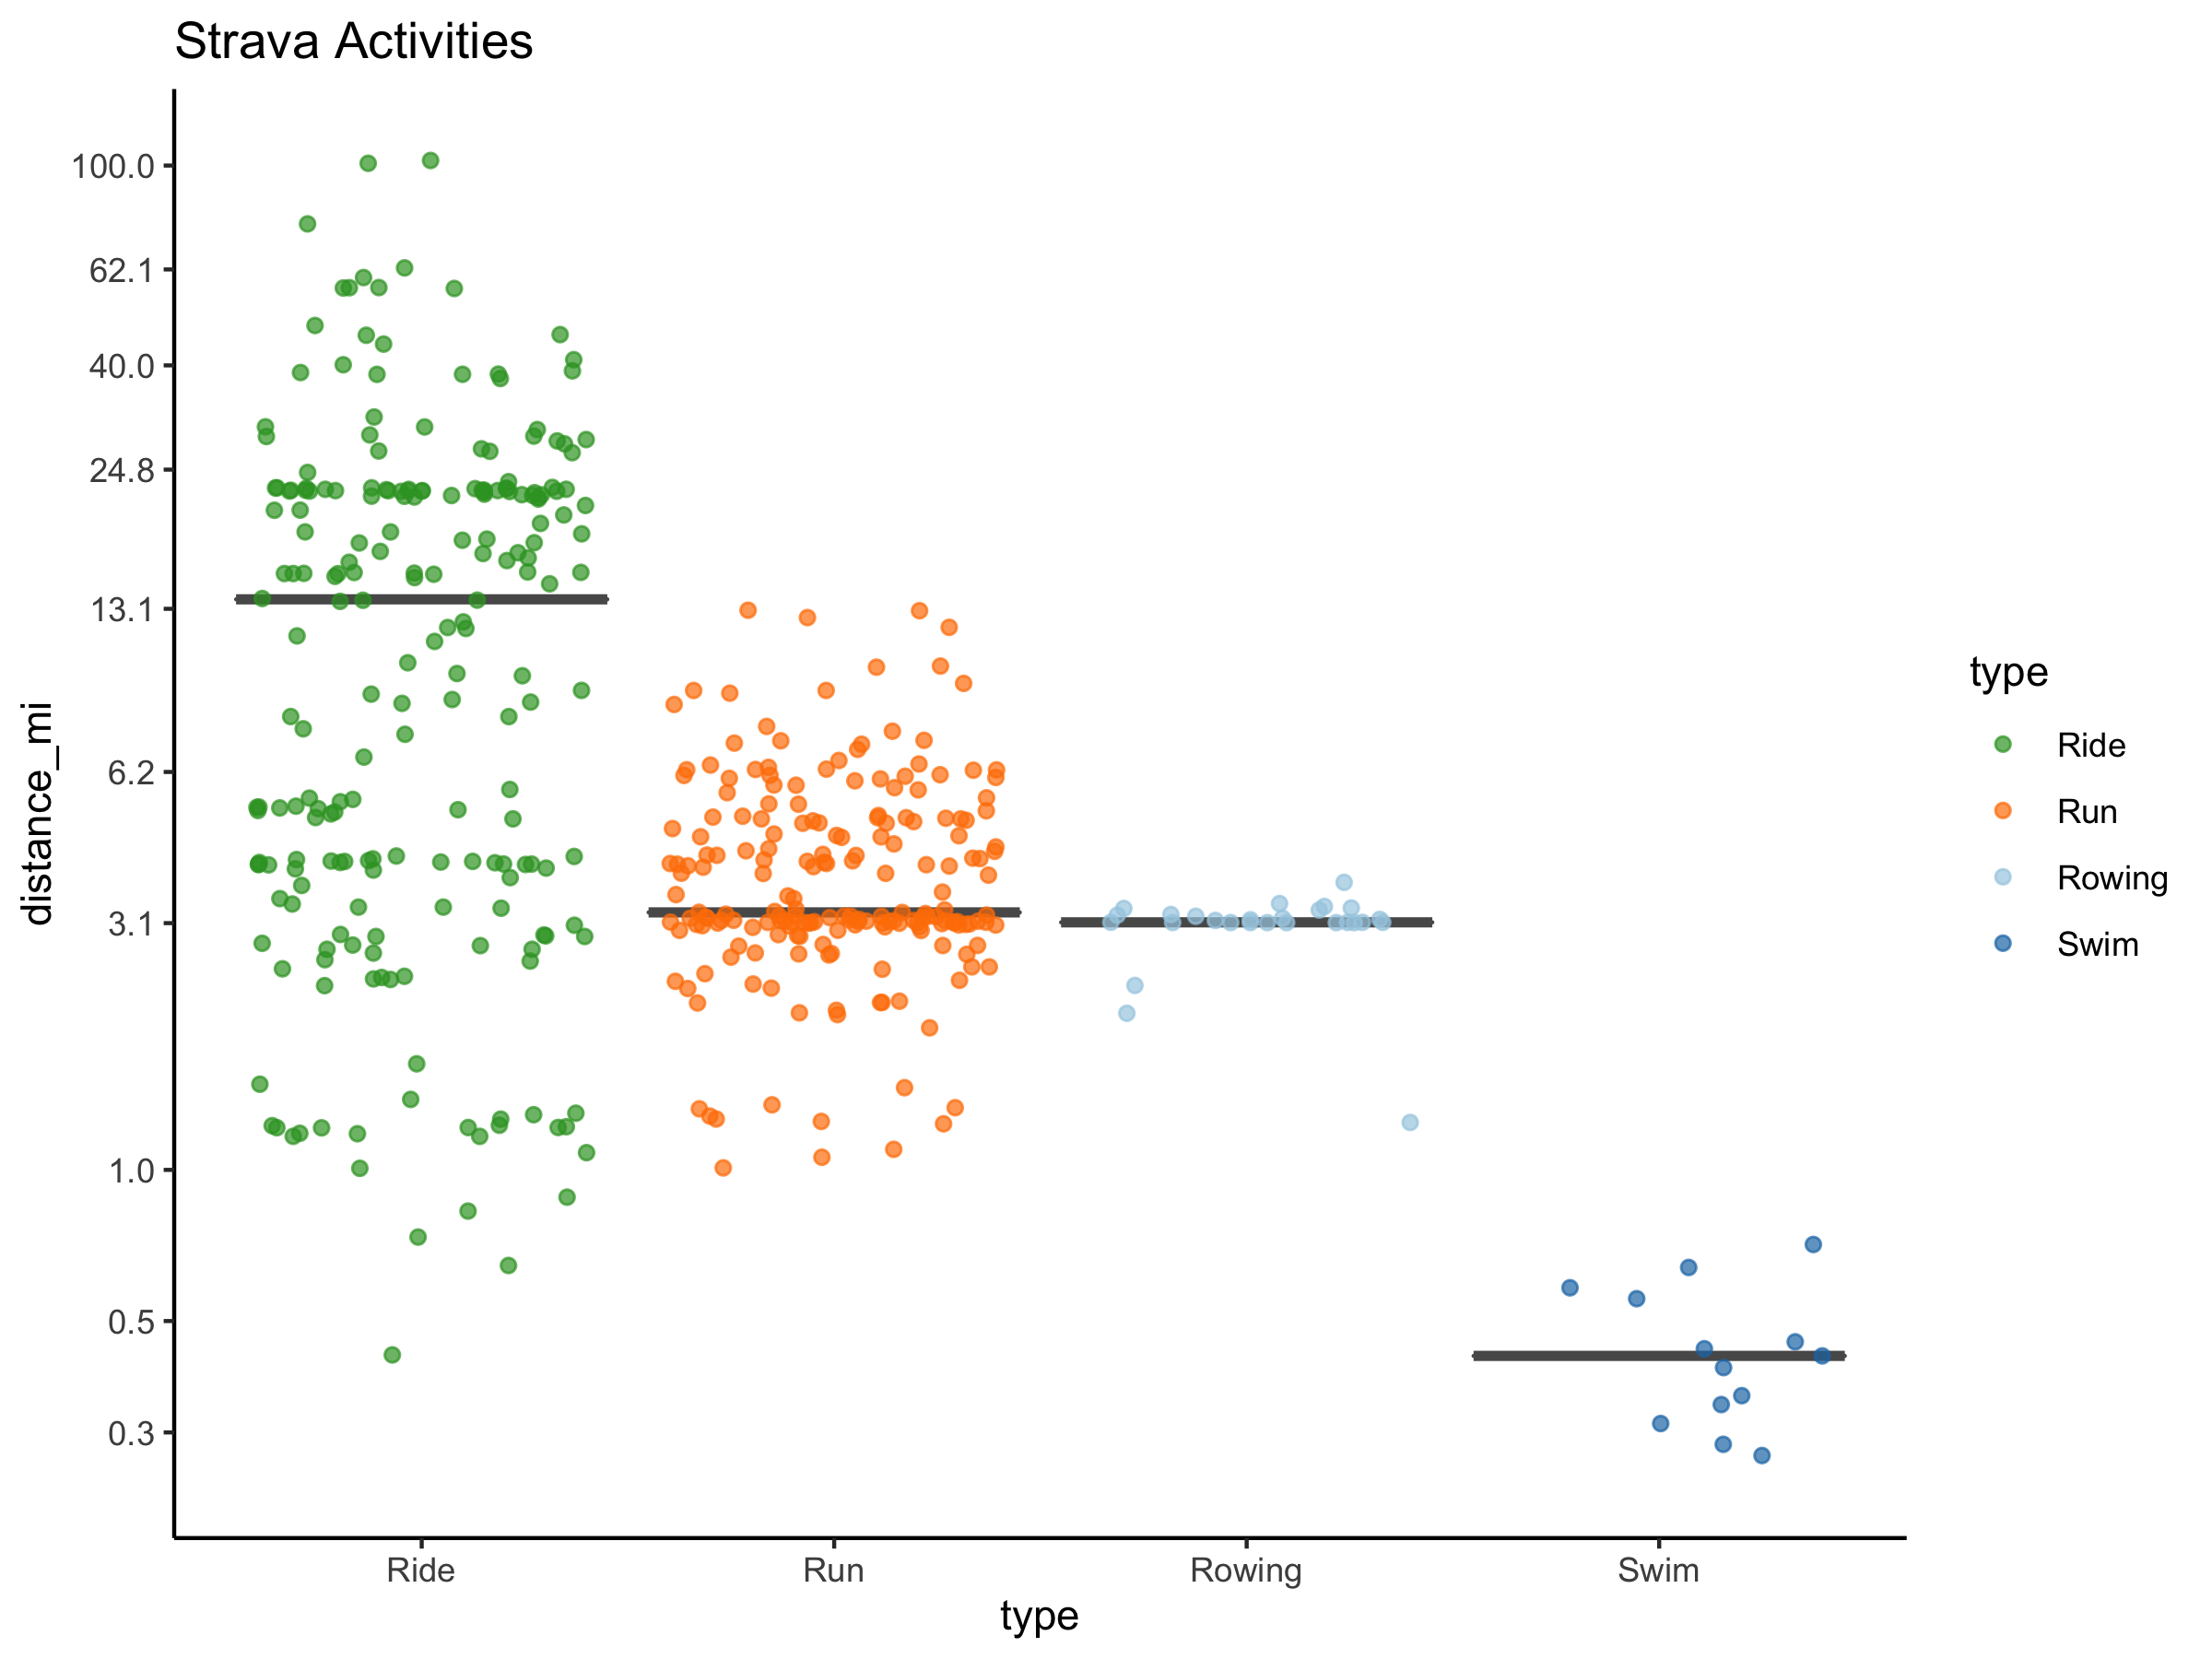 Strava Activities
distance_mi
100.0
62.1
40.0
24.8
13.1
6.2
3.1
1.0
0.5
0.3
Ride
Run
Rowing
Swim
type
type
Ride
Run
Rowing
Swim